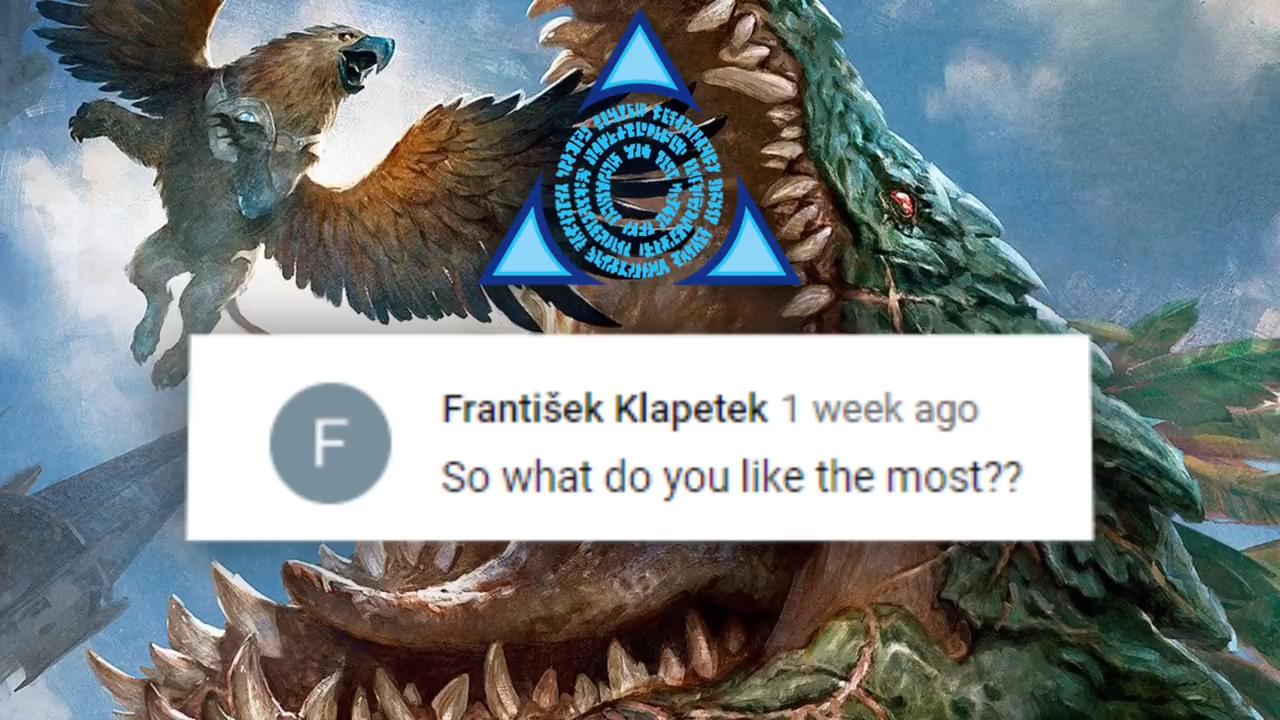 F
František Klapetek 1 week ago
So what do you like the most??